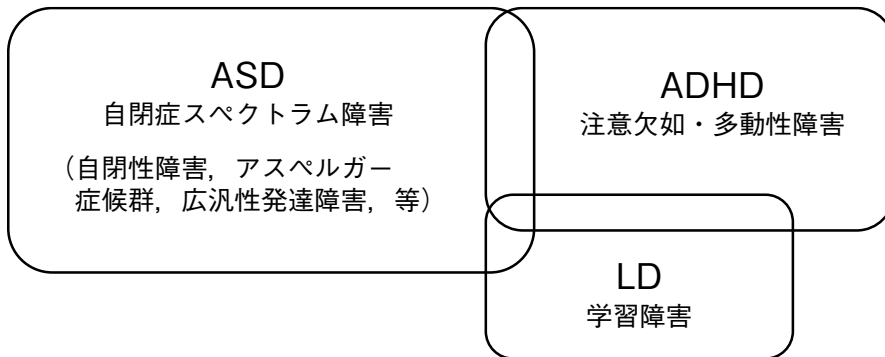 ASD
自閉症スペクトラム障害
（自閉性障害，アスペルガー
症候群，広汎性発達障害，等）
ADHD
注意欠如・多動性障害
LD
学習障害